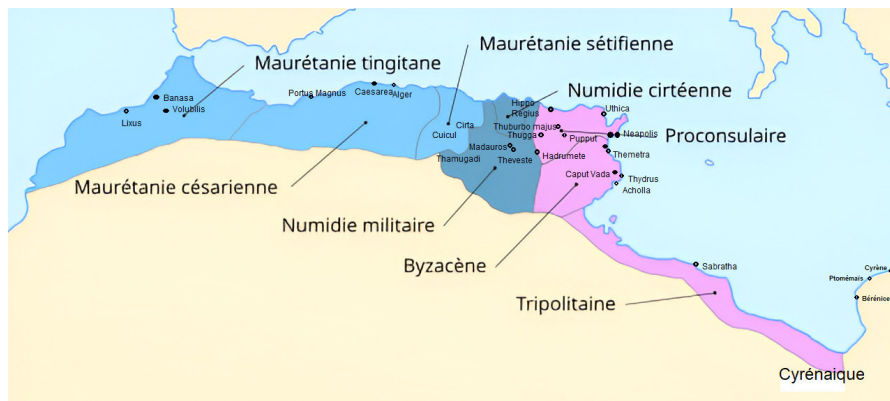 Maurétanie sétifienne
Maurétanie tingitane
Numidie cirtéenne
Portus Magnus
Caesarea
Alger
Banasa
Volubilis
Lixus
Hippo
Regius
Uthica
Cirta
Cuicul
Thuburbo majus
Thugga
Pupput
Neapolis
Proconsulaire
Madauros
Thamugadi
Theveste
Hadrumete
Themetra
Caput Vada
Thydrus
Acholla
Maurétanie césarienne
Numidie militaire
Byzacène
Sabratha
Cyrène
Ptomémaïs
Bérénice
Tripolitaine
Cyrénaique